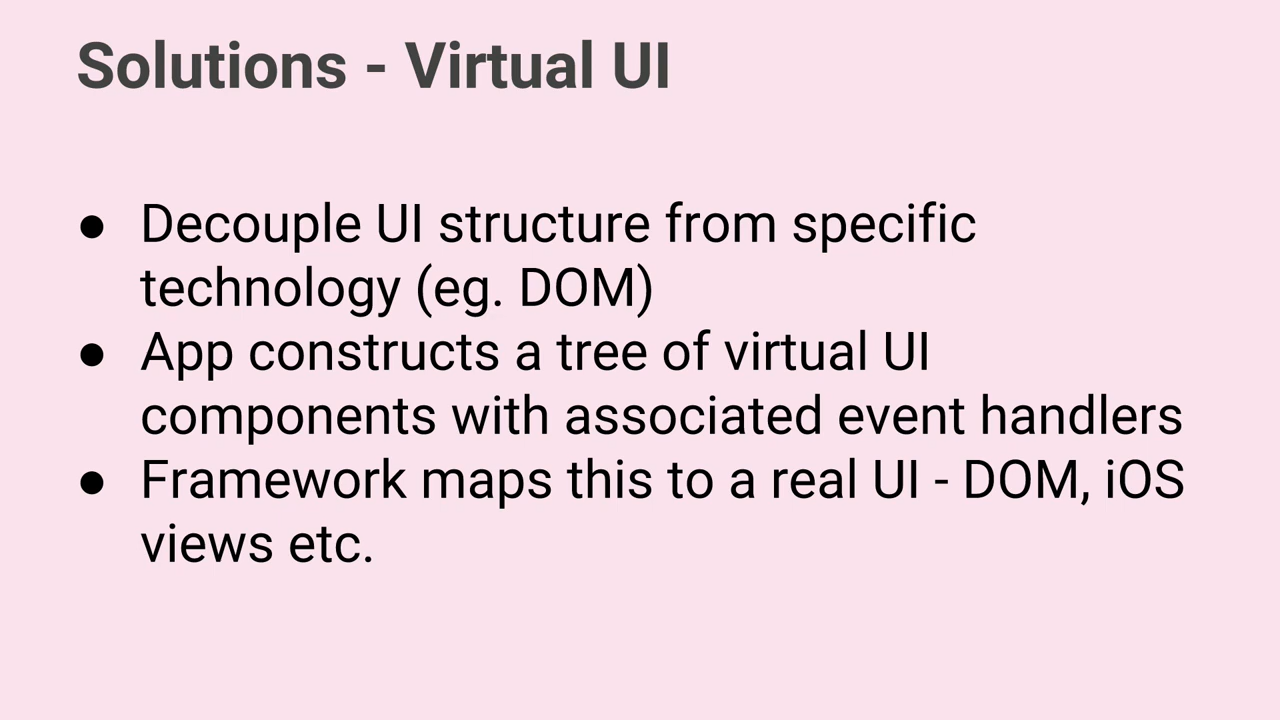 Solutions - Virtual UI
● Decouple UI structure from specific
technology (eg. DOM)
● App constructs a tree of virtual UI
components with associated event handlers
● Framework maps this to a real UI - DOM, iOS
views etc.